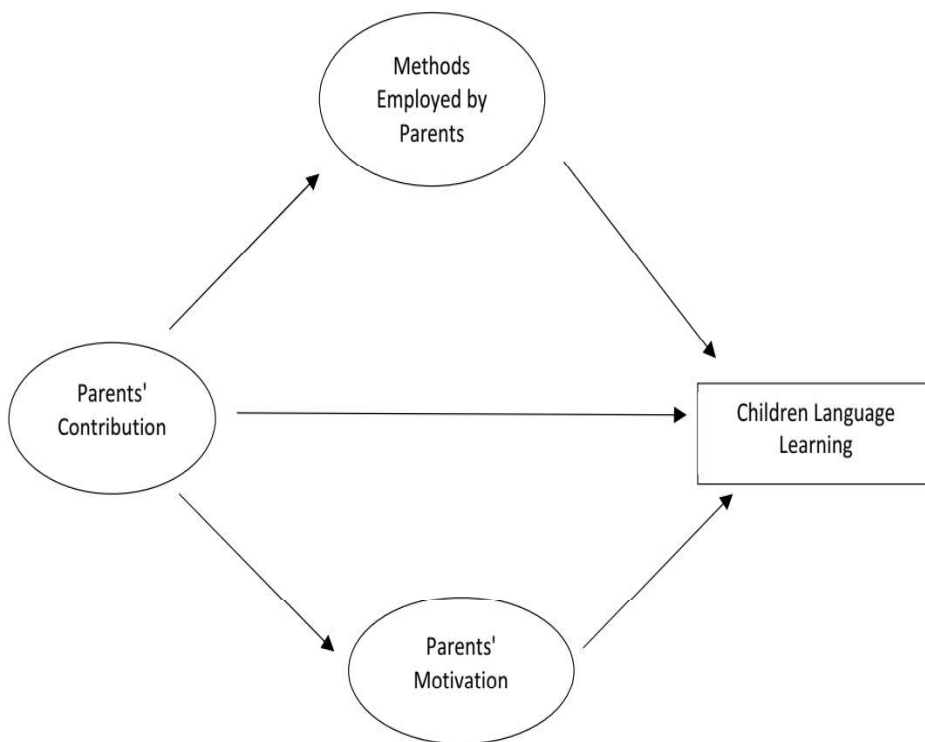 Methods
Employed by
Parents
Parents'
Contribution
Children Language
Learning
Parents'
Motivation